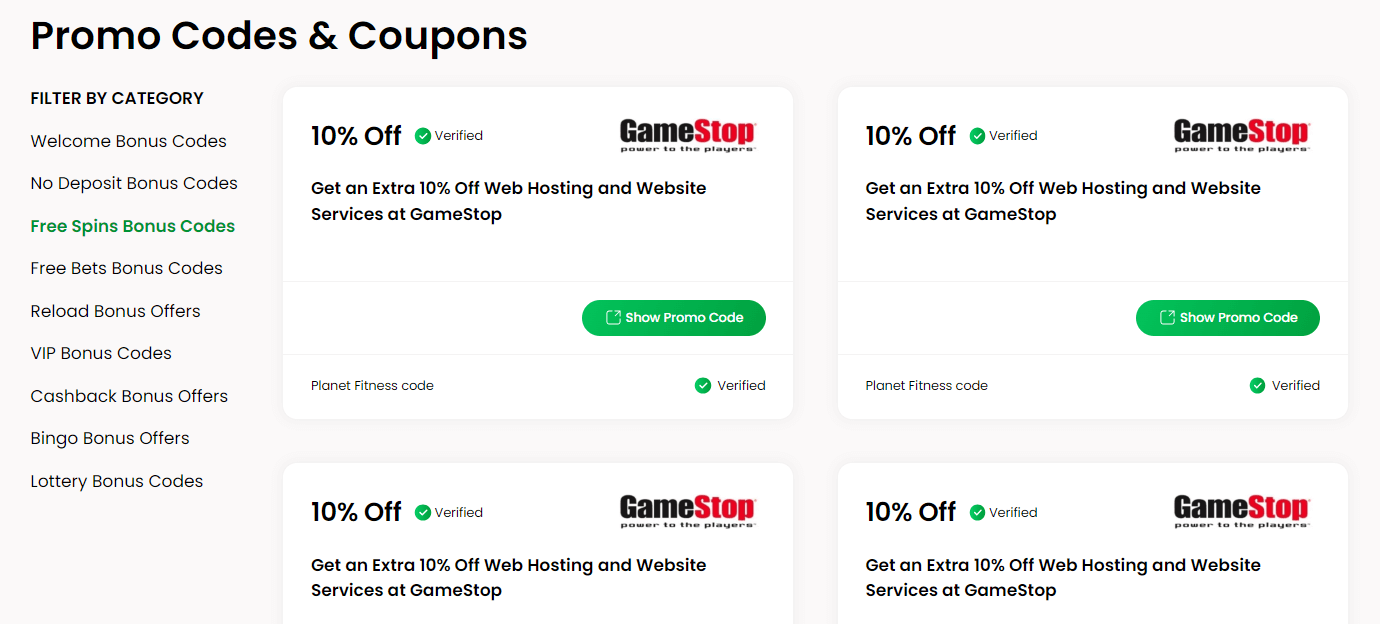 Promo Codes & Coupons
FILTER BY CATEGORY
Welcome Bonus Codes
No Deposit Bonus Codes
Free Spins Bonus Codes
Free Bets Bonus Codes
Reload Bonus Offers
VIP Bonus Codes
Cashback Bonus Offers
Bingo Bonus Offers
Lottery Bonus Codes
10% Off
Verified
GameStop
power to the players
Get an Extra 10% Off Web Hosting and Website
Services at GameStop
Show Promo Code
Planet Fitness code
Verified
10% Off
Verified
GameStop
power to the players
Get an Extra 10% Off Web Hosting and Website
Services at GameStop
Show Promo Code
Planet Fitness code
Verified
10% Off
Verified
GameStop
power to the players
Get an Extra 10% Off Web Hosting and Website
Services at GameStop
10% Off
Verified
GameStop
power to the players
Get an Extra 10% Off Web Hosting and Website
Services at GameStop